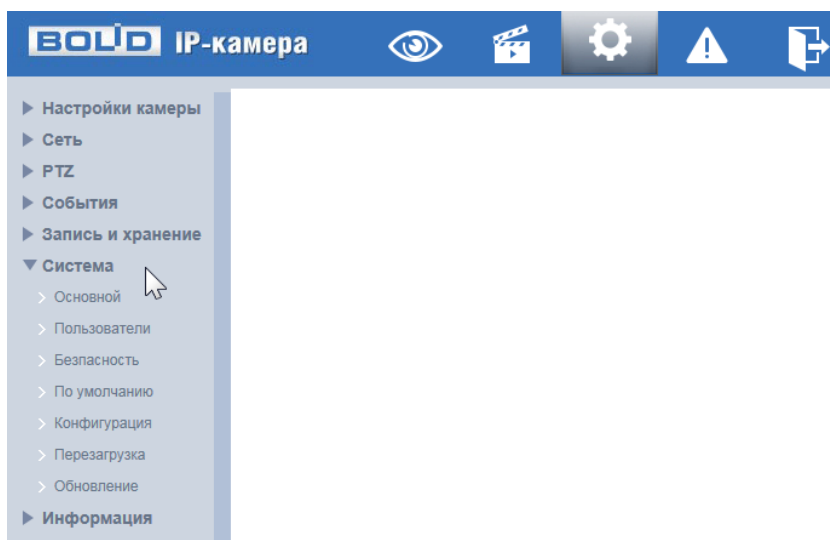 BOLID IP-камера
Настройки камеры
Сеть
PTZ
События
Запись и хранение
Система
Основной
Пользователи
Безпасность
По умолчанию
Конфигурация
Перезагрузка
Обновление
Информация